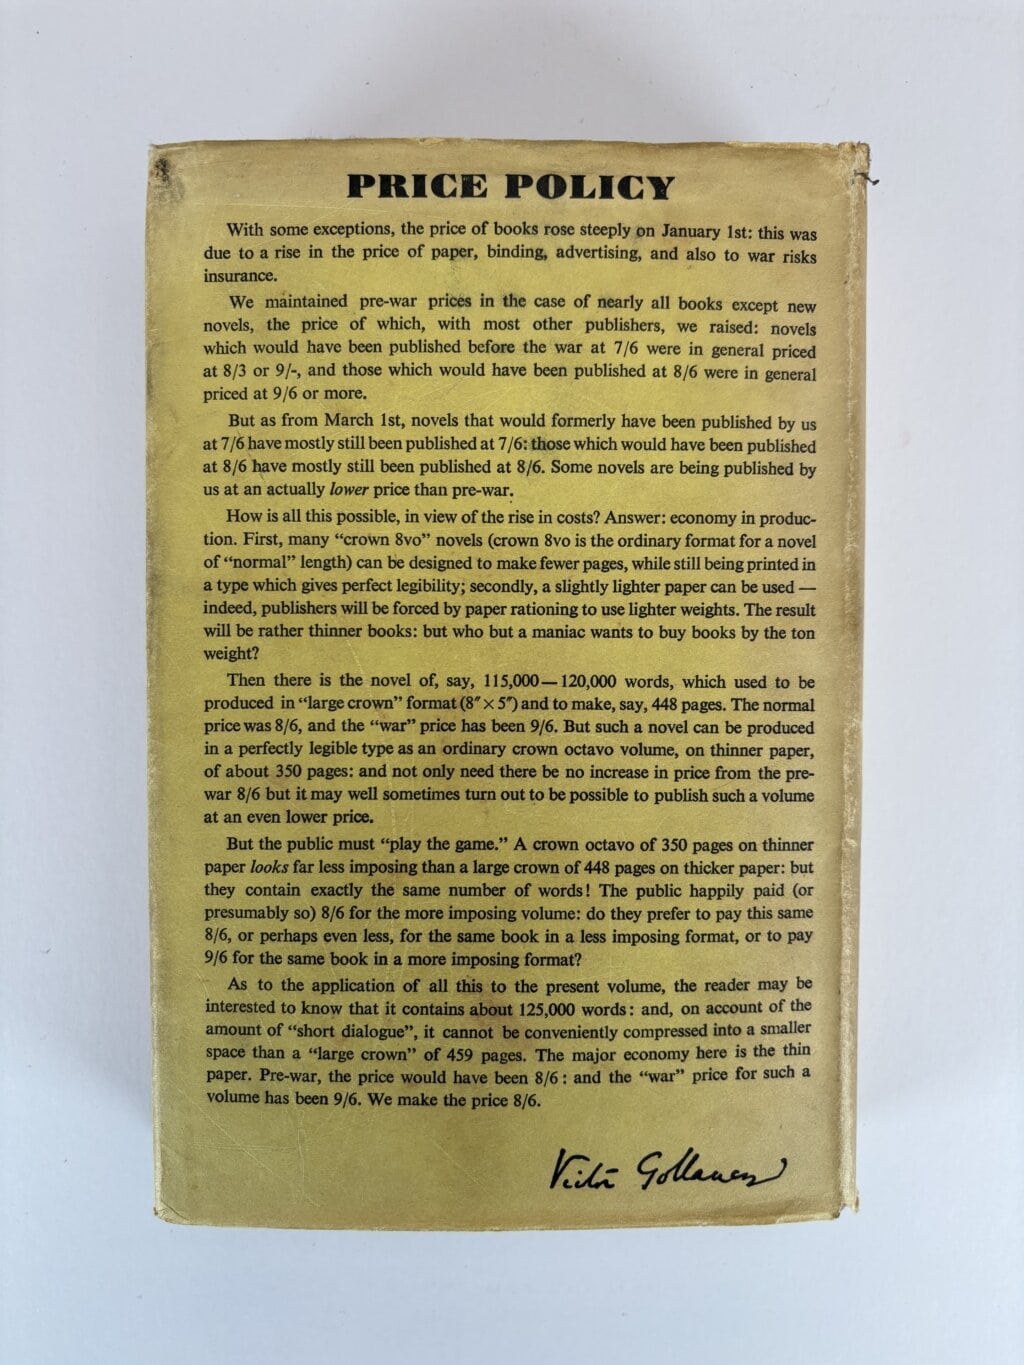 PRICE POLICY
With some exceptions, the price of books rose steeply on January 1st: this was
due to a rise in the price of paper, binding, advertising, and also to war risks
insurance.
We maintained pre-war prices in the case of nearly all books except new
novels, the price of which, with most other publishers, we raised: novels
which would have been published before the war at 7/6 were in general priced
at 8/3 or 9/-, and those which would have been published at 8/6 were in general
priced at 9/6 or more.
But as from March 1st, novels that would formerly have been published by us
at 7/6 have mostly still been published at 7/6: those which would have been published
at 8/6 have mostly still been published at 8/6. Some novels are being published by
us at an actually lower price than pre-war.
How is all this possible, in view of the rise in costs? Answer: economy in produc-
tion. First, many “crown 8vo” novels (crown 8vo is the ordinary format for a novel
of “normal” length) can be designed to make fewer pages, while still being printed in
a type which gives perfect legibility; secondly, a slightly lighter paper can be used —
indeed, publishers will be forced by paper rationing to use lighter weights. The result
will be rather thinner books: but who but a maniac wants to buy books by the ton
weight?
Then there is the novel of, say, 115,000—120,000 words, which used to be
produced in “large crown” format (8″ × 5″) and to make, say, 448 pages. The normal
price was 8/6, and the “war” price has been 9/6. But such a novel can be produced
in a perfectly legible type as an ordinary crown octavo volume, on thinner paper,
of about 350 pages: and not only need there be no increase in price from the pre-
war 8/6 but it may well sometimes turn out to be possible to publish such a volume
at an even lower price.
But the public must “play the game.” A crown octavo of 350 pages on thinner
paper looks far less imposing than a large crown of 448 pages on thicker paper: but
they contain exactly the same number of words! The public happily paid (or
presumably so) 8/6 for the more imposing volume: do they prefer to pay this same
8/6, or perhaps even less, for the same book in a less imposing format, or to pay
9/6 for the same book in a more imposing format?
As to the application of all this to the present volume, the reader may be
interested to know that it contains about 125,000 words: and, on account of the
amount of “short dialogue”, it cannot be conveniently compressed into a smaller
space than a “large crown” of 459 pages. The major economy here is the thin
paper. Pre-war, the price would have been 8/6: and the “war” price for such a
volume has been 9/6. We make the price 8/6.
Victor Gollancz